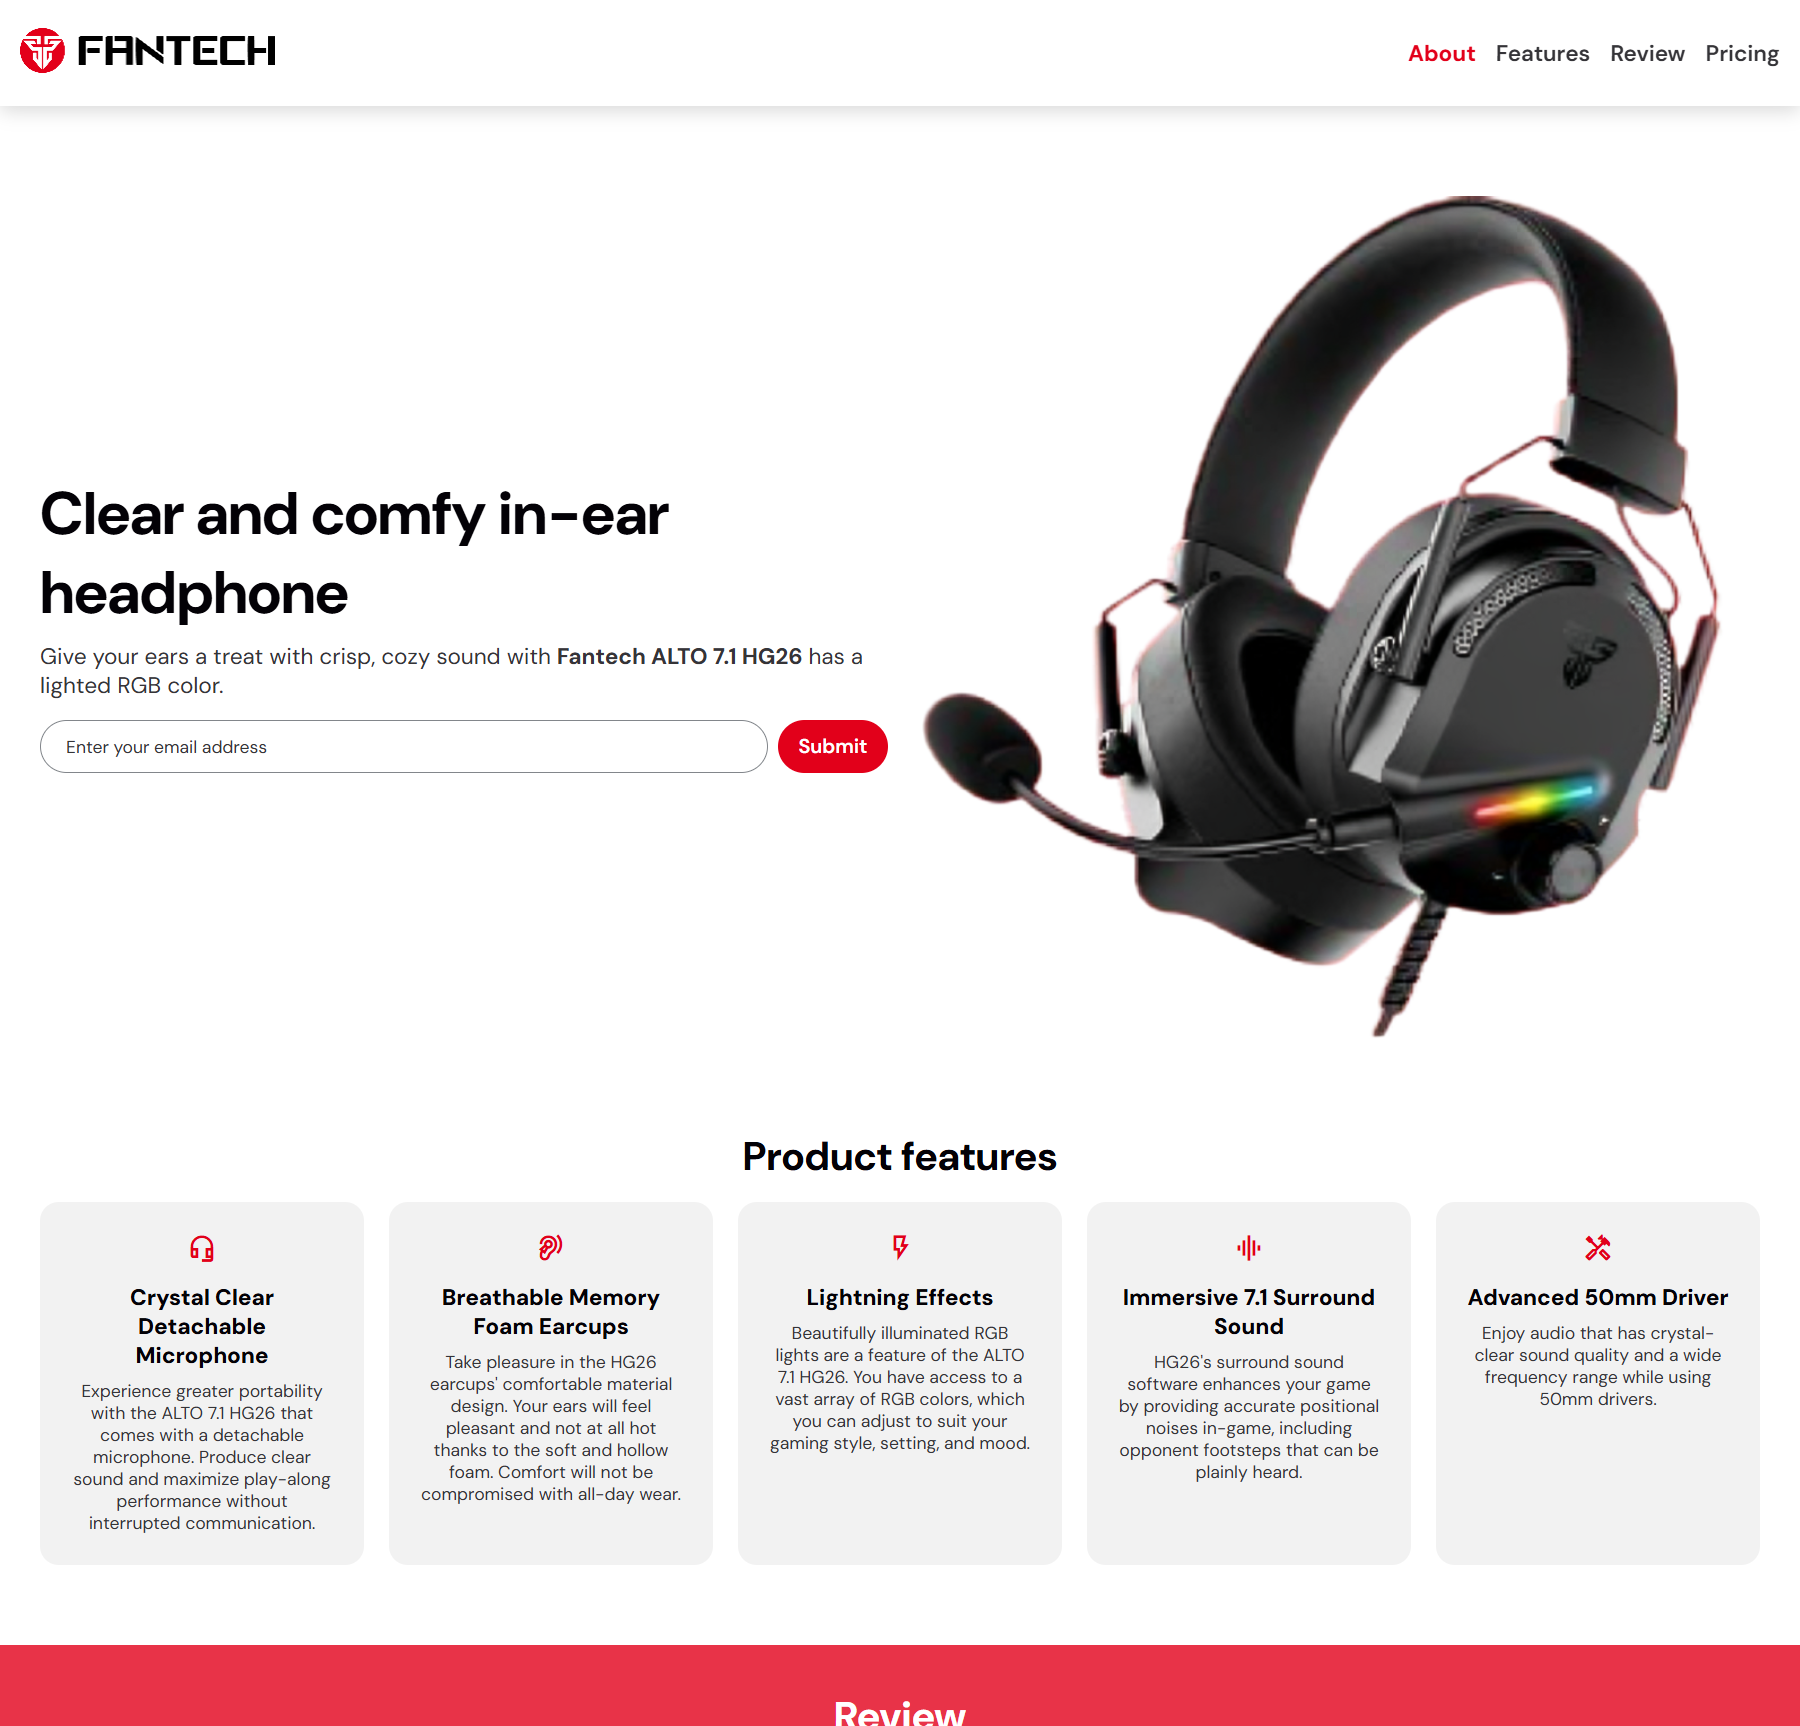 FANTECH
About Features Review Pricing
Clear and comfy in-ear
headphone
Give your ears a treat with crisp, cozy sound with Fantech ALTO 7.1 HG26 has a
lighted RGB color.
Enter your email address
Submit
Product features
Crystal Clear
Detachable
Microphone
Experience greater portability
with the ALTO 7.1 HG26 that
comes with a detachable
microphone. Produce clear
sound and maximize play-along
performance without
interrupted communication.
Breathable Memory
Foam Earcups
Take pleasure in the HG26
earcups' comfortable material
design. Your ears will feel
pleasant and not at all hot
thanks to the soft and hollow
foam. Comfort will not be
compromised with all-day wear.
Lightning Effects
Beautifully illuminated RGB
lights are a feature of the ALTO
7.1 HG26. You have access to a
vast array of RGB colors, which
you can adjust to suit your
gaming style, setting, and mood.
Immersive 7.1 Surround
Sound
HG26's surround sound
software enhances your game
by providing accurate positional
noises in-game, including
opponent footsteps that can be
plainly heard.
Advanced 50mm Driver
Enjoy audio that has crystal-
clear sound quality and a wide
frequency range while using
50mm drivers.
Review